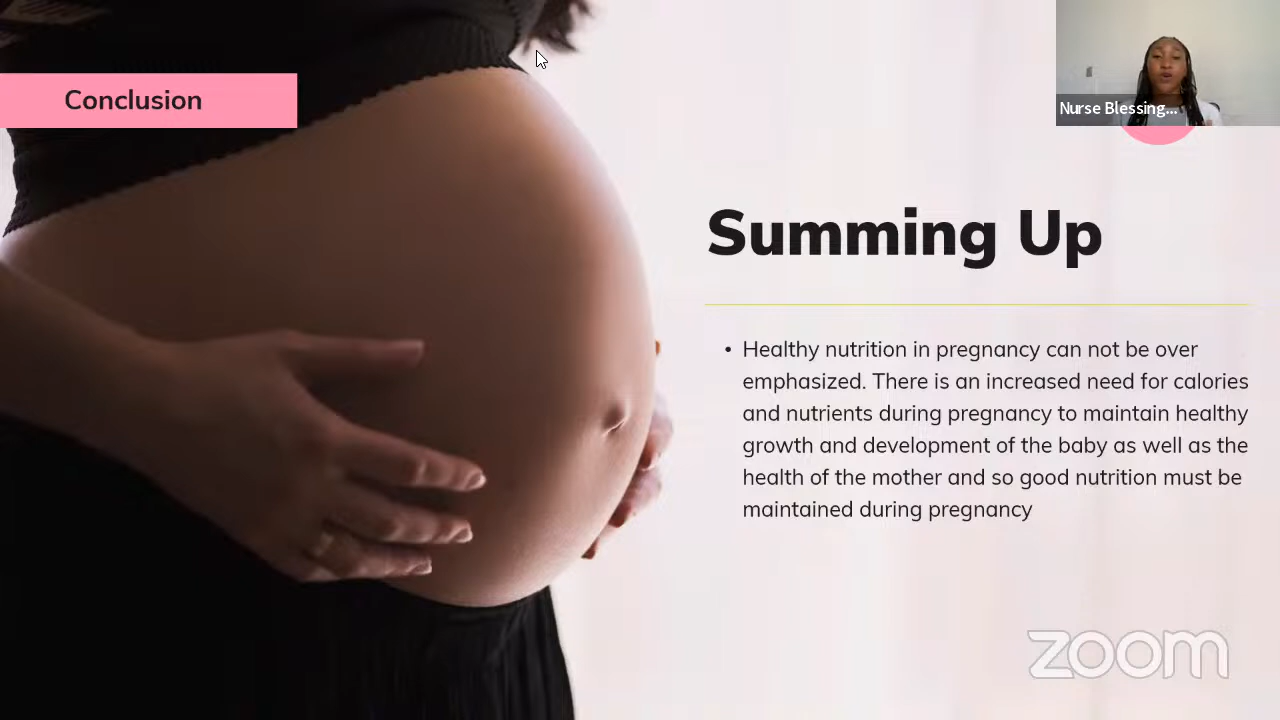 Conclusion
Nurse Blessing...
Summing Up
• Healthy nutrition in pregnancy can not be over
emphasized. There is an increased need for calories
and nutrients during pregnancy to maintain healthy
growth and development of the baby as well as the
health of the mother and so good nutrition must be
maintained during pregnancy
zoom